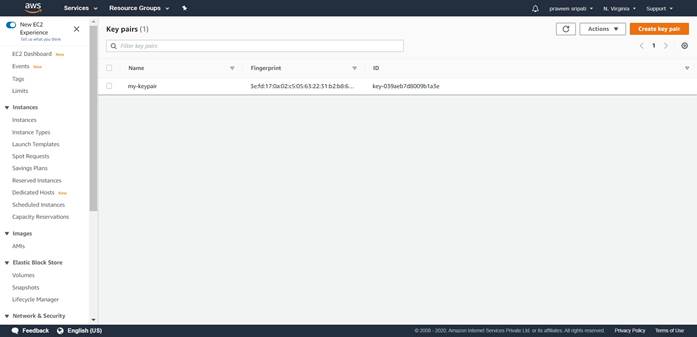 aws Services Resource Groups praveen sripati N. Virginia Support
New EC2 Experience
Tell us what you think
EC2 Dashboard New
Events New
Tags
Limits
Instances
Instances
Instance Types
Launch Templates
Spot Requests
Savings Plans
Reserved Instances
Dedicated Hosts New
Scheduled Instances
Capacity Reservations
Images
AMIs
Elastic Block Store
Volumes
Snapshots
Lifecycle Manager
Network & Security
Key pairs (1)
Actions
Create key pair
Filter key pairs
1
Name Fingerprint ID
my-keypair 3e:fd:17:0a:02:c5:05:63:22:31:b2:b8:6... key-039aeb7d8009b1a3e
Feedback English (US) © 2008 - 2020, Amazon Internet Services Private Ltd. or its affiliates. All rights reserved. Privacy Policy Terms of Use